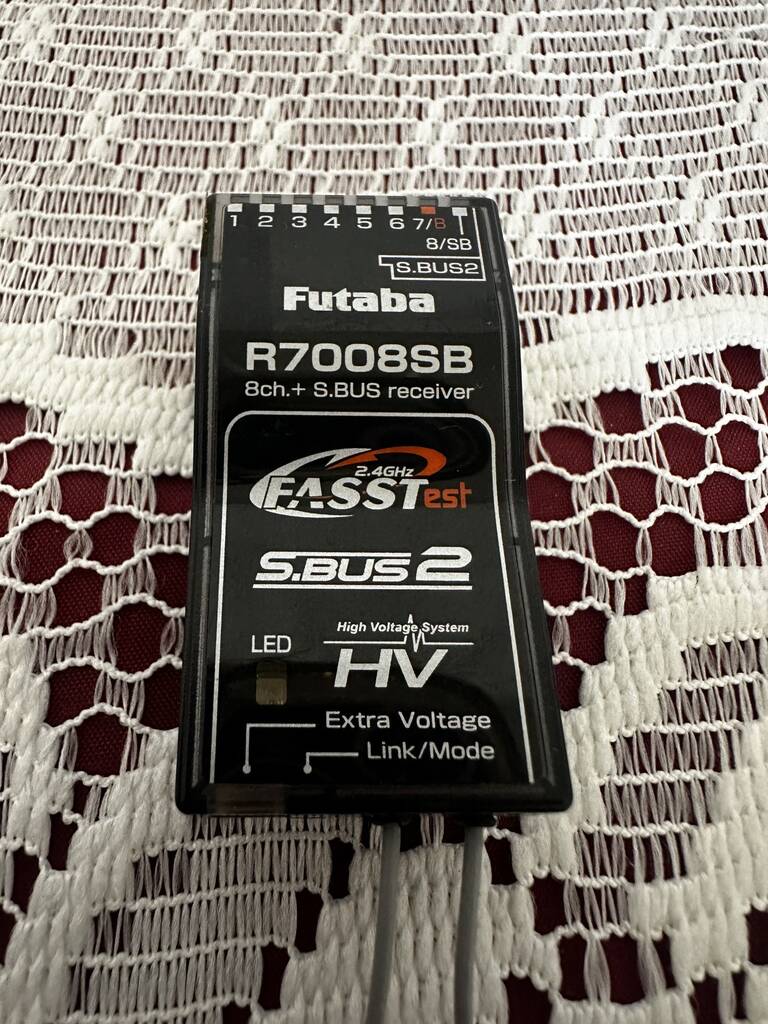 1 2 3 4 5 6 7/B
8/SB
S.BUS2
Futaba
R7008SB
8ch.+ S.BUS receiver
2.4GHz
FASSTest
S.BUS2
High Voltage System
LED
HV
Extra Voltage
Link/Mode